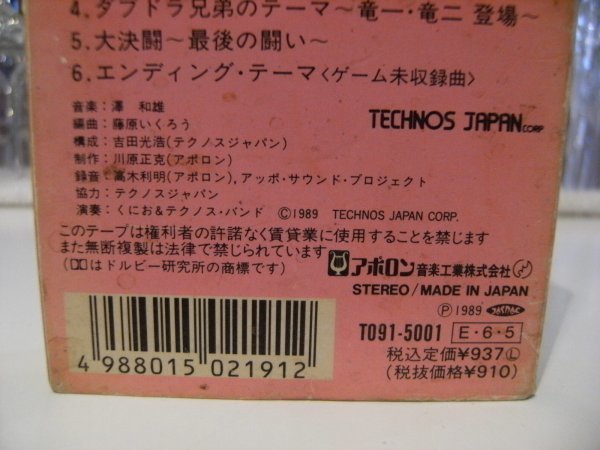 4. ダブドラ兄弟のテーマ〜竜一・竜二 登場〜
5. 大決闘〜最後の闘い〜
6. エンディング・テーマ〈ゲーム未収録曲〉
音楽：澤　和雄
編曲：藤原いくろう
構成：吉田光浩(テクノスジャパン)
制作：川原正克(アポロン)
録音：高木利明(アポロン), アッポ・サウンド・プロジェクト
協力：テクノスジャパン
演奏：くにお&テクノス・バンド　©1989　TECHNOS JAPAN CORP.
TECHNOS JAPAN CORP
このテープは権利者の許諾なく賃貸業に使用することを禁じます
また無断複製は法律で禁じられています
(はドルビー研究所の商標です)
アポロン音楽工業株式会社
STEREO/MADE IN JAPAN
Ⓟ1989
T091-5001 E・6・5
税込定価¥937Ⓛ
(税抜価格¥910)
4 988015 021912